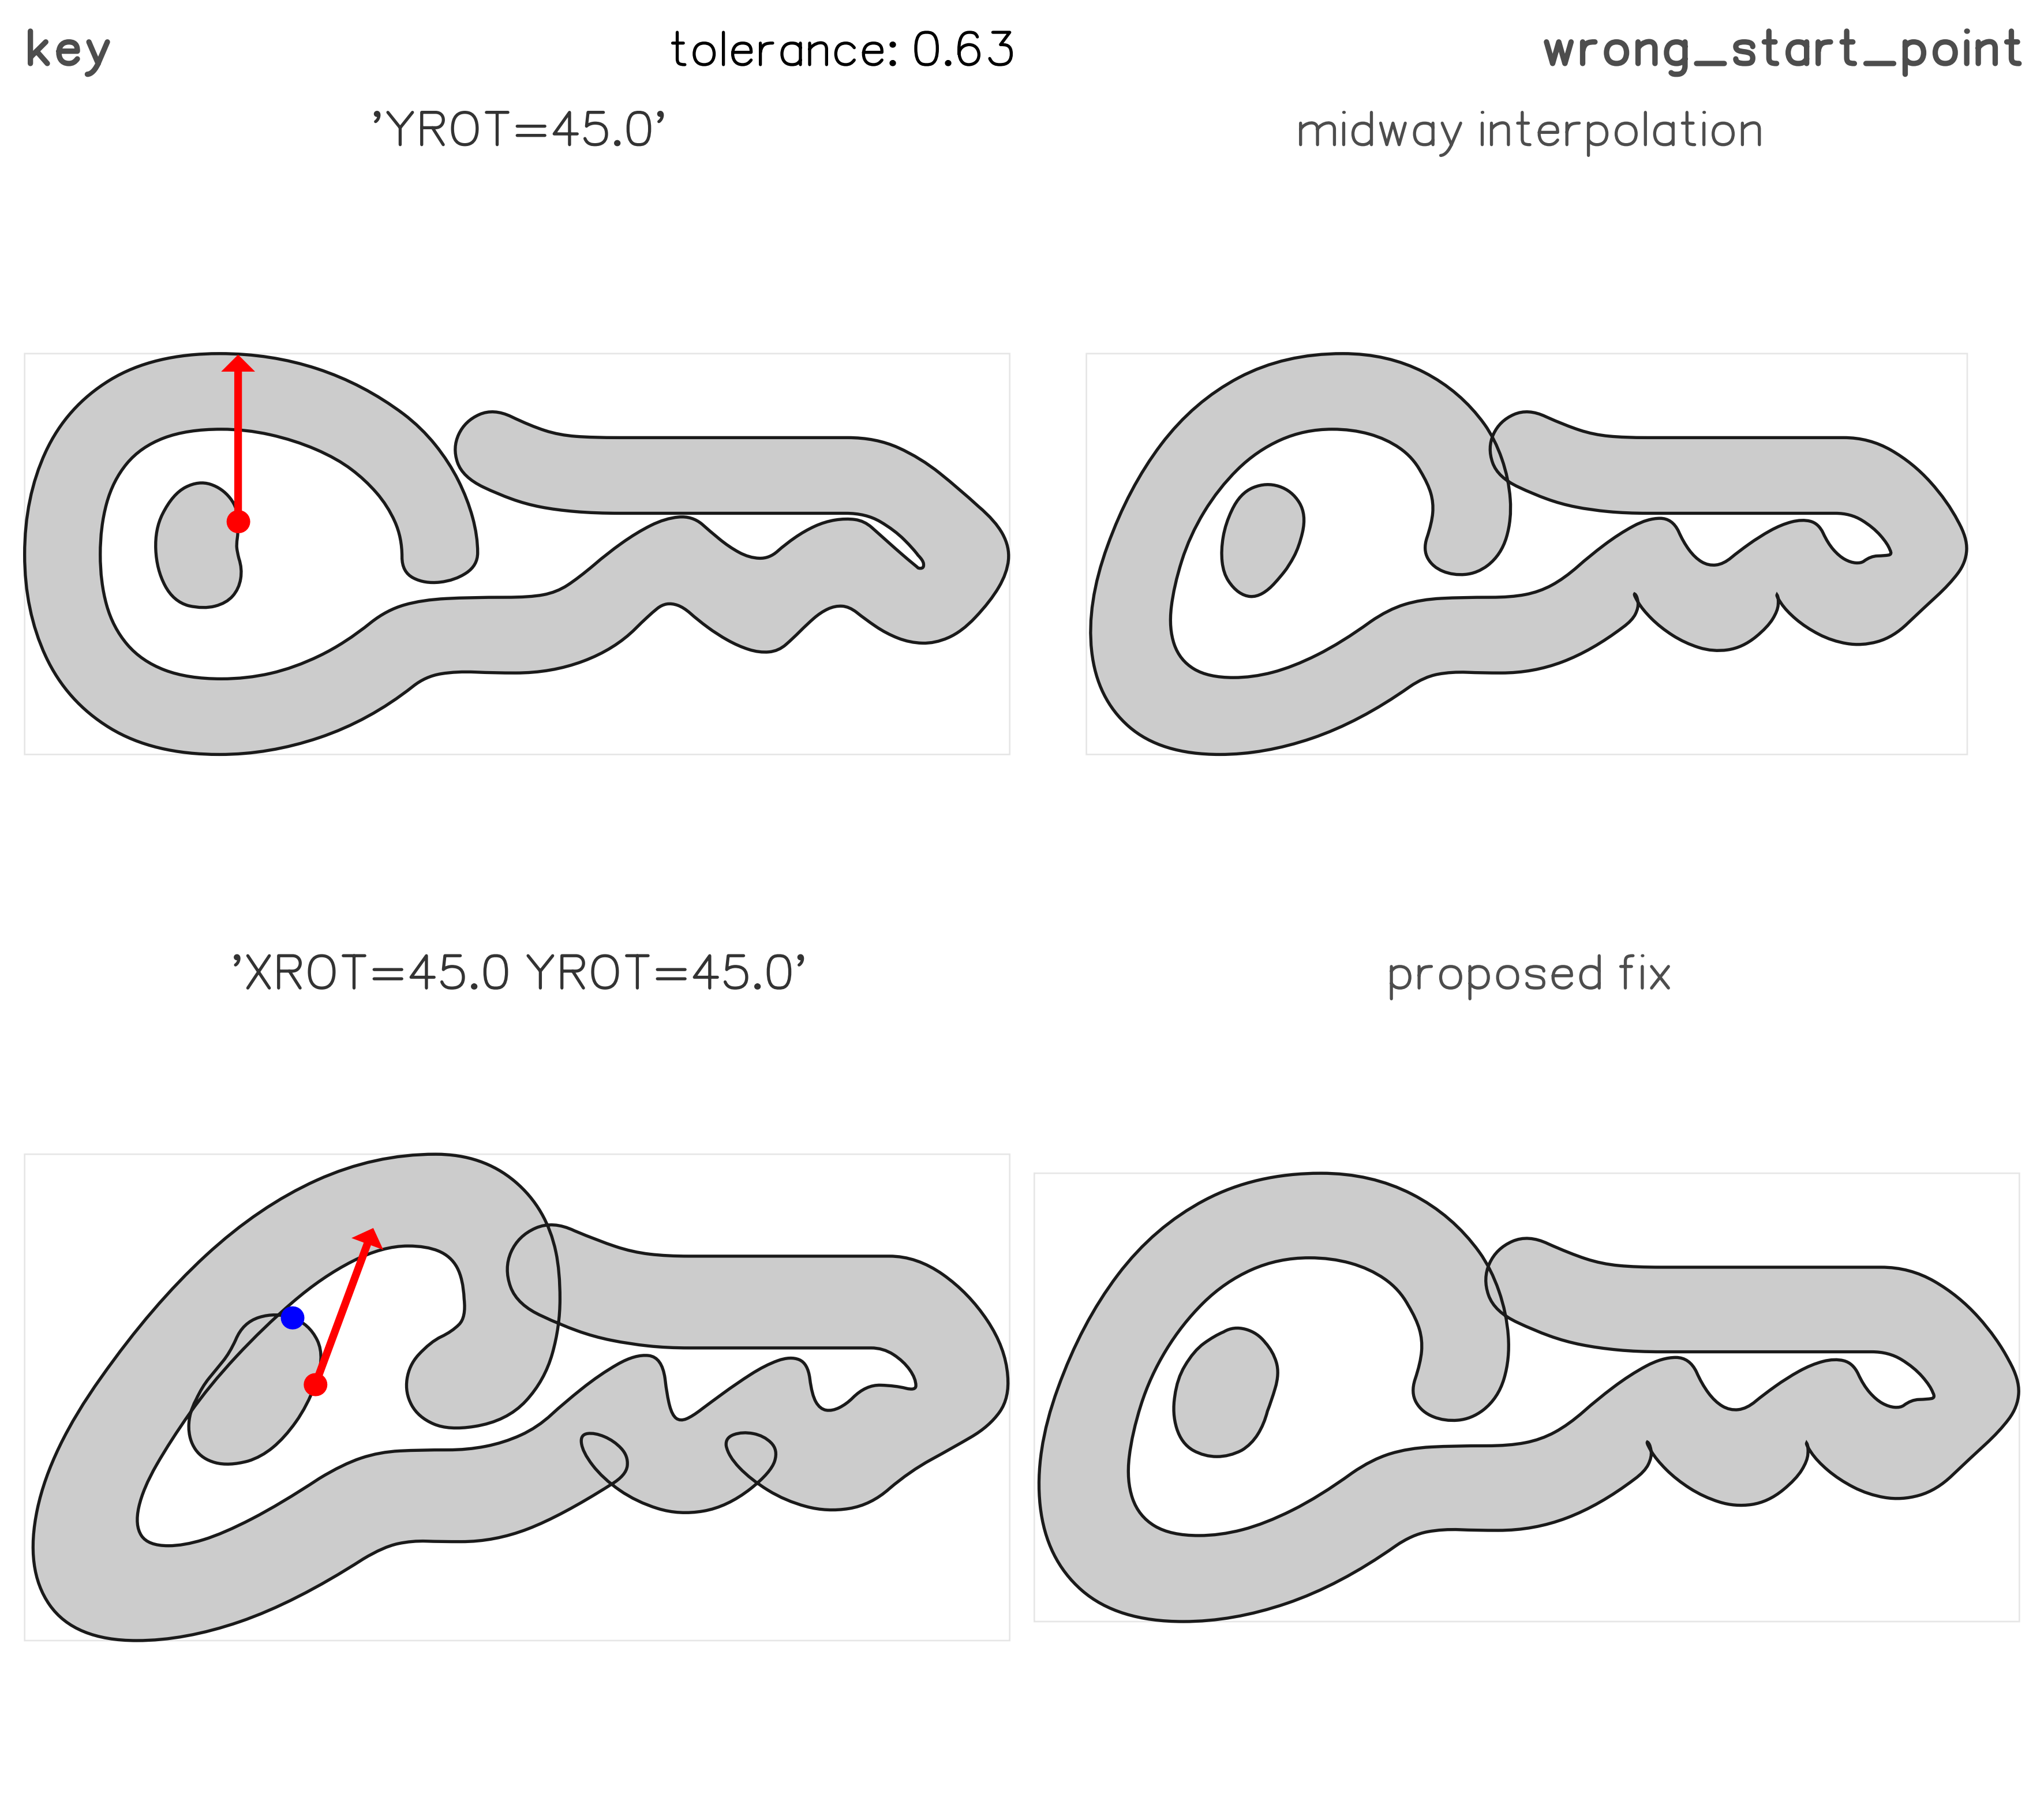 key
tolerance: 0.63
wrong_start_point
'YROT=45.0'
midway interpolation
'XROT=45.0 YROT=45.0'
proposed fix